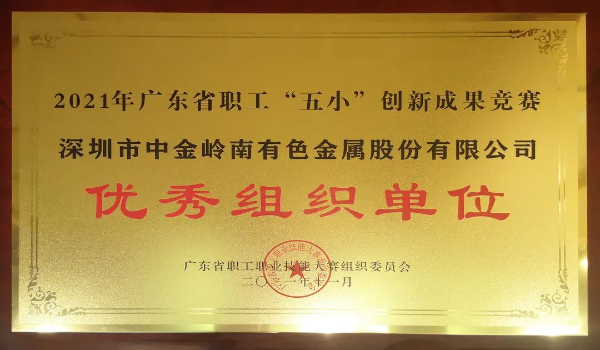 2021年广东省职工“五小”创新成果竞赛
深圳市中金岭南有色金属股份有限公司
优秀组织单位
广东省职工职业技能大赛组织委员会
二〇二一年十一月